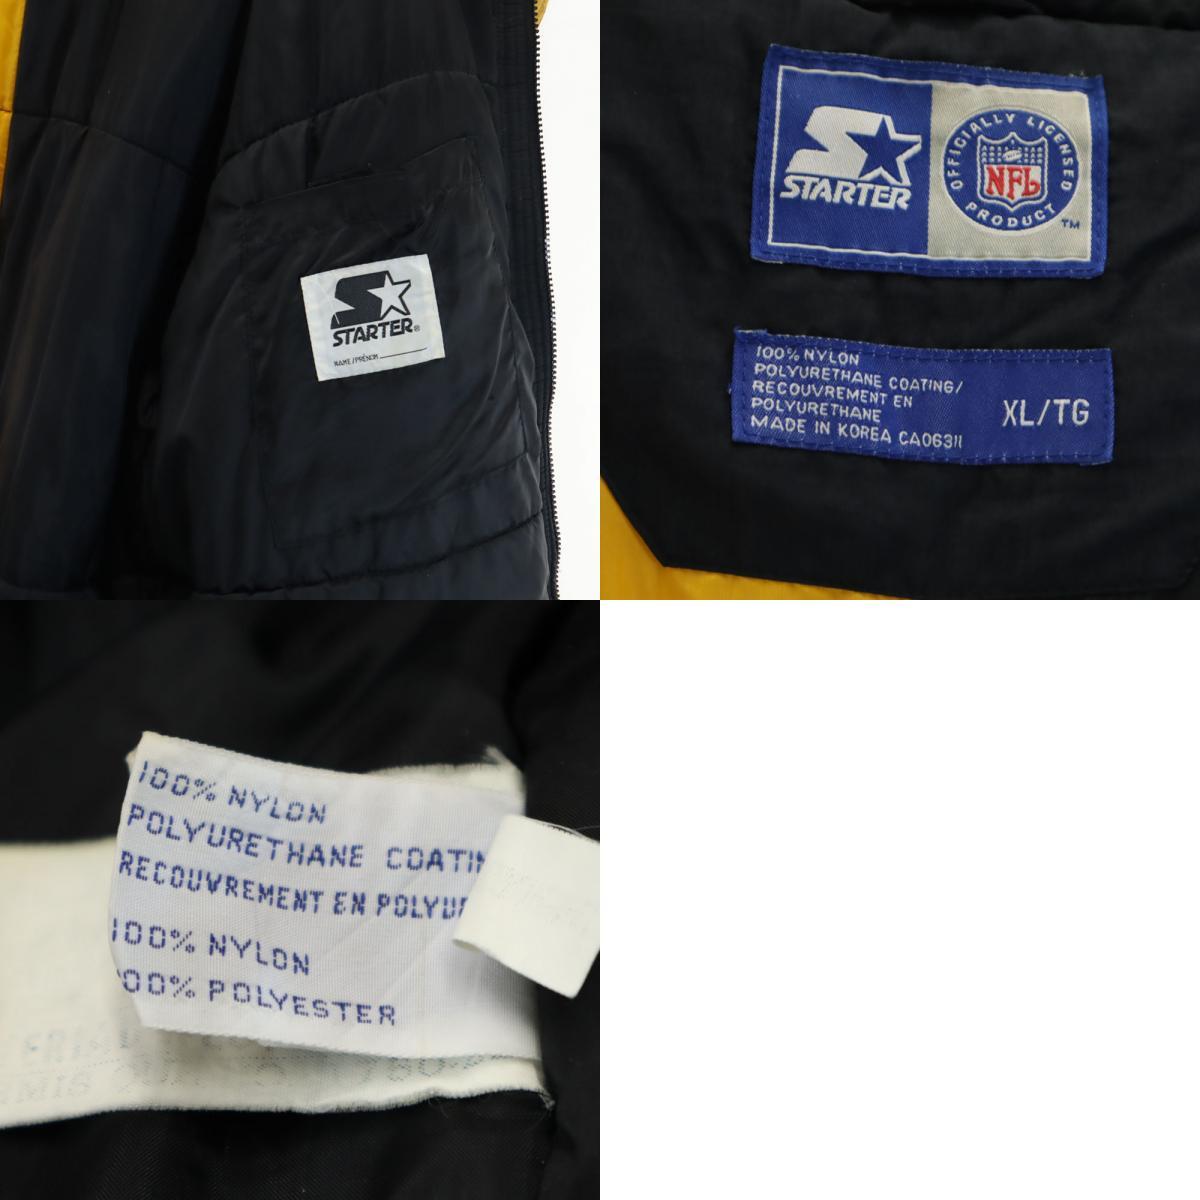 STARTER®
NAME/PRÉNOM
STARTER
OFFICIALLY LICENSED
NFL
PRODUCT
TM
100% NYLON
POLYURETHANE COATING/
RECOUVREMENT EN
POLYURETHANE
MADE IN KOREA CA06311
XL/TG
100% NYLON
POLYURETHANE COATIN
RECOUVREMENT EN POLYU
100% NYLON
00% POLYESTER